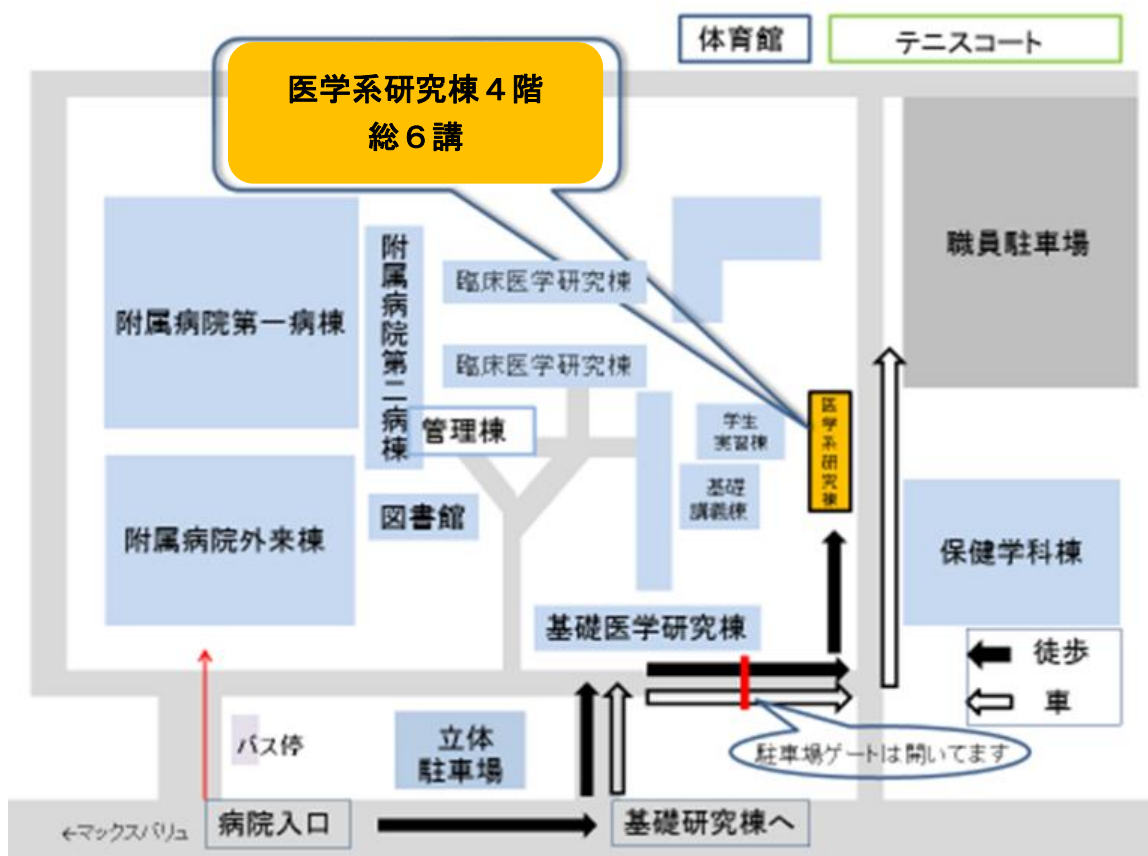 体育館
テニスコート
医学系研究棟４階
総６講
職員駐車場
附属病院第一病棟
附属病院第二病棟
臨床医学研究棟
臨床医学研究棟
管理棟
学生
実習棟
医学系研究棟
基礎
講義棟
図書館
附属病院外来棟
保健学科棟
基礎医学研究棟
徒歩
車
バス停
立体
駐車場
駐車場ゲートは開いてます
←マックスバリュ
病院入口
基礎研究棟へ